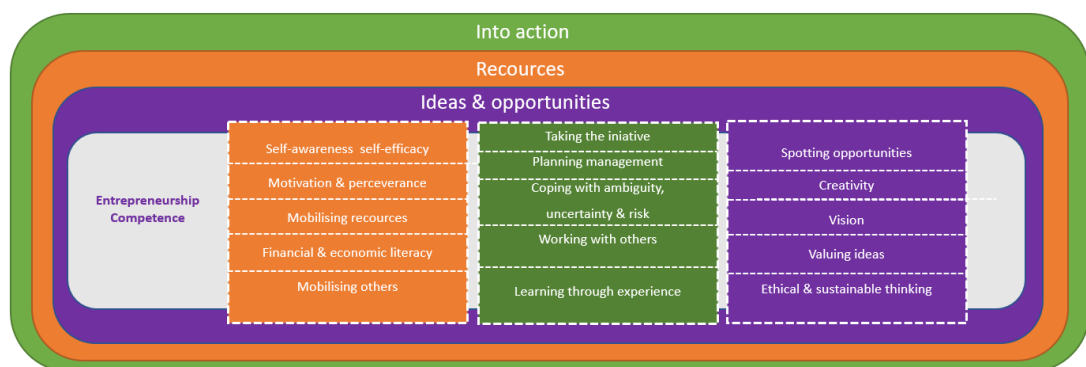 Into action
Recources
Ideas & opportunities
Entrepreneurship
Competence
Self-awareness self-efficacy
Motivation & perceverance
Mobilising recources
Financial & economic literacy
Mobilising others
Taking the iniative
Planning management
Coping with ambiguity,
uncertainty & risk
Working with others
Learning through experience
Spotting opportunities
Creativity
Vision
Valuing ideas
Ethical & sustainable thinking